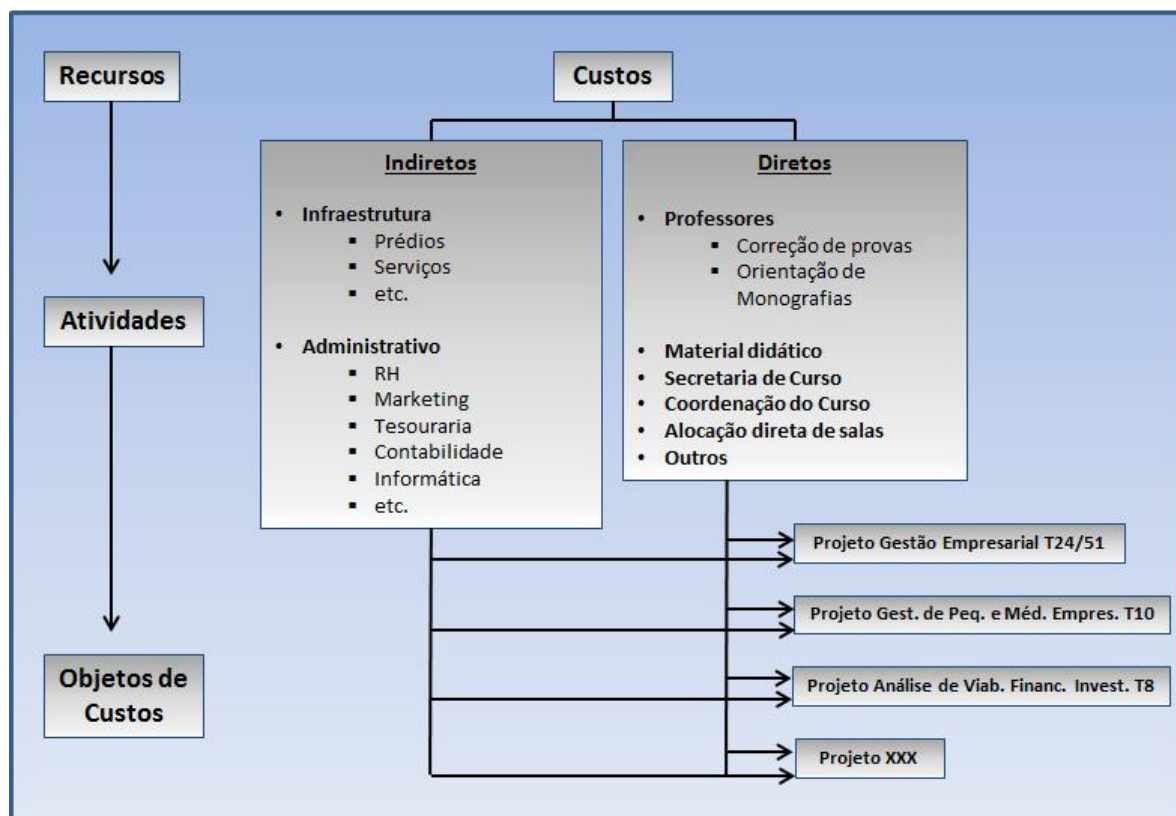 Recursos
Atividades
Objetos de
Custos
Custos
Indiretos
• Infraestrutura
▪ Prédios
▪ Serviços
▪ etc.
• Administrativo
▪ RH
▪ Marketing
▪ Tesouraria
▪ Contabilidade
▪ Informática
▪ etc.
Diretos
• Professores
▪ Correção de provas
▪ Orientação de
Monografias
• Material didático
• Secretaria de Curso
• Coordenação do Curso
• Alocação direta de salas
• Outros
Projeto Gestão Empresarial T24/51
Projeto Gest. de Peq. e Méd. Empres. T10
Projeto Análise de Viab. Financ. Invest. T8
Projeto XXX